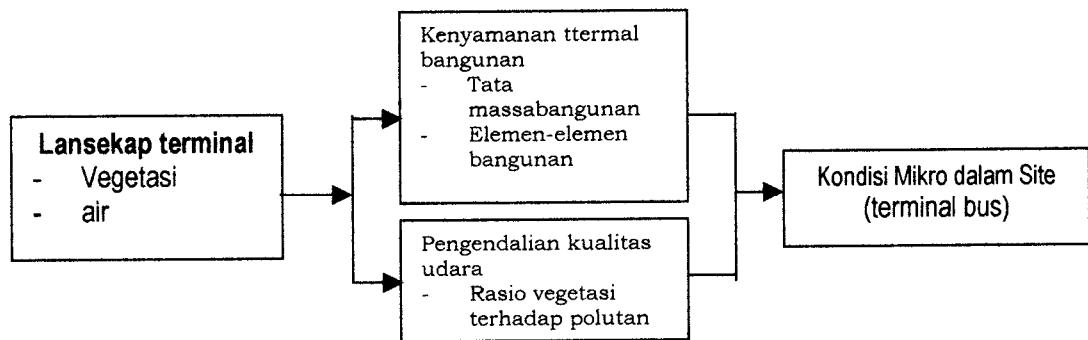 Lansekap terminal
- Vegetasi
- air
Kenyamanan ttermal
bangunan
- Tata
massabangunan
- Elemen-elemen
bangunan
Pengendalian kualitas
udara
- Rasio vegetasi
terhadap polutan
Kondisi Mikro dalam Site
(terminal bus)